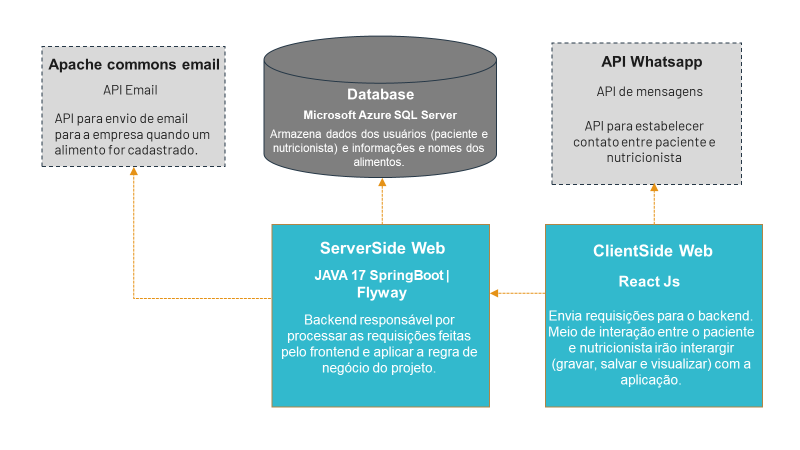 Apache commons email
API Email
API para envio de email
para a empresa quando um
alimento for cadastrado.
Database
Microsoft Azure SQL Server
Armazena dados dos usuários (paciente e
nutricionista) e informações e nomes dos
alimentos.
API Whatsapp
API de mensagens
API para estabelecer
contato entre paciente e
nutricionista
ServerSide Web
JAVA 17 SpringBoot |
Flyway
Backend responsável por
processar as requisições feitas
pelo frontend e aplicar a regra de
negócio do projeto.
ClientSide Web
React Js
Envia requisições para o backend.
Meio de interação entre o paciente
e nutricionista irão interargir
(gravar, salvar e visualizar) com a
aplicação.